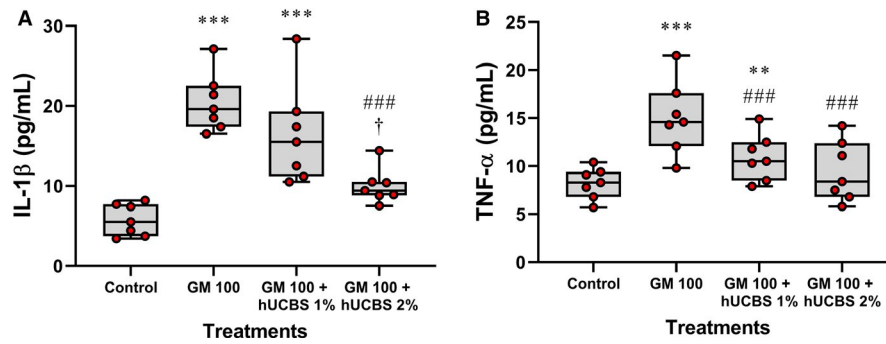 A
IL-1β (pg/mL)
30
20
10
0
***
***
###
†
Control
GM 100
GM 100 +
hUCBS 1%
GM 100 +
hUCBS 2%
Treatments
B
TNF-α (pg/mL)
25
20
15
10
5
0
***
**
###
###
Control
GM 100
GM 100 +
hUCBS 1%
GM 100 +
hUCBS 2%
Treatments